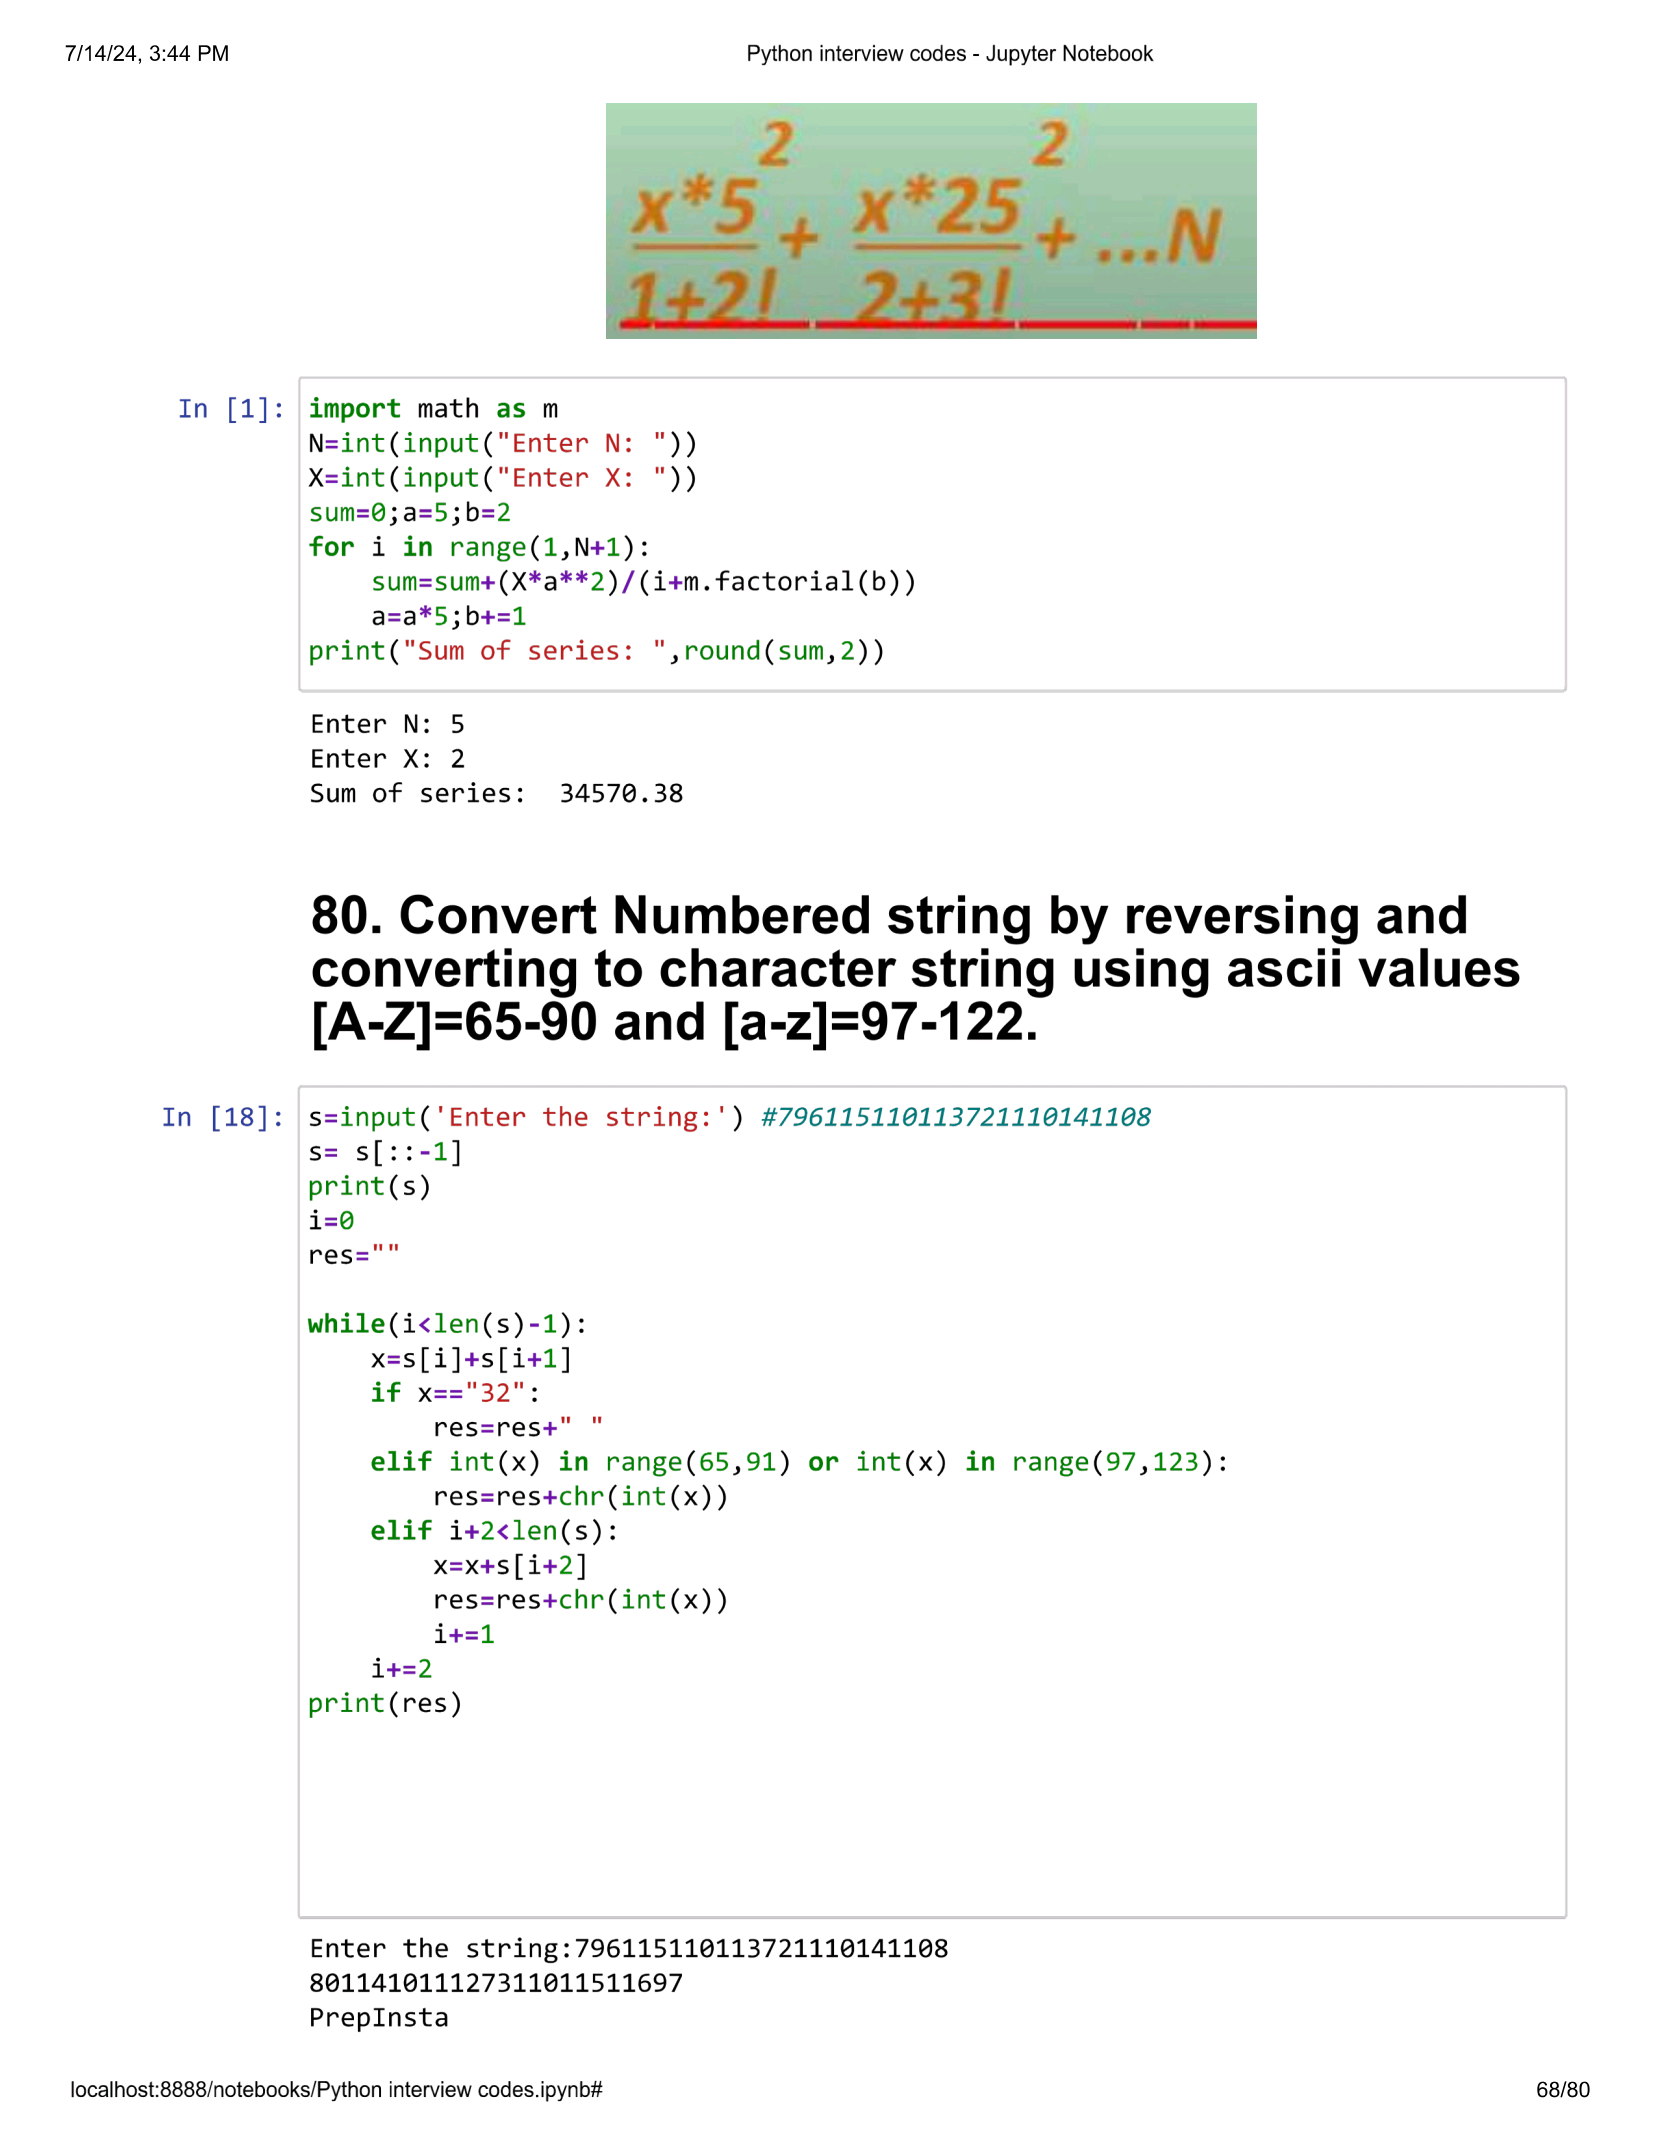 7/14/24, 3:44 PM Python interview codes - Jupyter Notebook
2 2
x*5 x*25
+ + ...N
1+2! 2+3!
In [1]: import math as m
N=int(input("Enter N: "))
X=int(input("Enter X: "))
sum=0;a=5;b=2
for i in range(1,N+1):
    sum=sum+(X*a**2)/(i+m.factorial(b))
    a=a*5;b+=1
print("Sum of series: ",round(sum,2))
Enter N: 5
Enter X: 2
Sum of series:  34570.38
80. Convert Numbered string by reversing and
converting to character string using ascii values
[A-Z]=65-90 and [a-z]=97-122.
In [18]: s=input('Enter the string:') #796115110113721110141108
s= s[::-1]
print(s)
i=0
res=""
while(i<len(s)-1):
    x=s[i]+s[i+1]
    if x=="32":
        res=res+" "
    elif int(x) in range(65,91) or int(x) in range(97,123):
        res=res+chr(int(x))
    elif i+2<len(s):
        x=x+s[i+2]
        res=res+chr(int(x))
        i+=1
    i+=2
print(res)
Enter the string:796115110113721110141108
801141011127311011511697
PrepInsta
localhost:8888/notebooks/Python interview codes.ipynb# 68/80